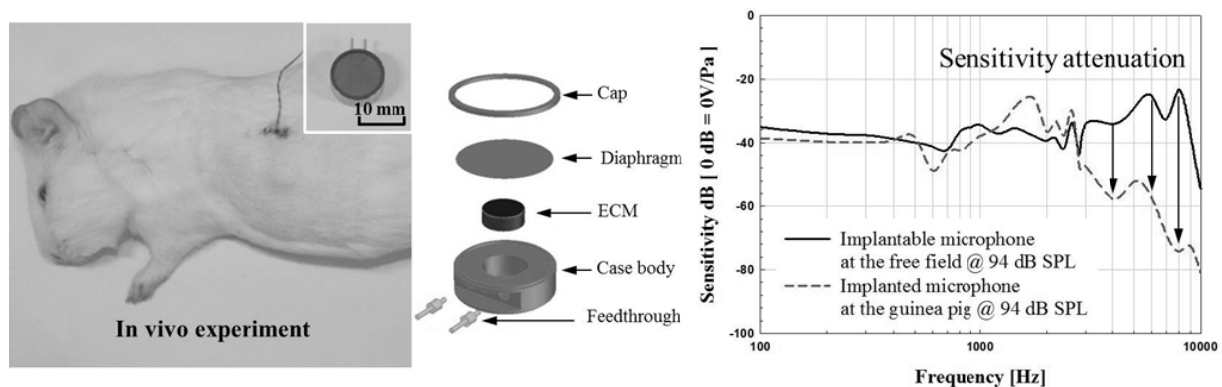 10 mm
In vivo experiment
Cap
Diaphragm
ECM
Case body
Feedthrough
Sensitivity dB [ 0 dB = 0V/Pa]
0
-20
-40
-60
-80
-100
Sensitivity attenuation
Implantable microphone
at the free field @ 94 dB SPL
Implanted microphone
at the guinea pig @ 94 dB SPL
100
1000
10000
Frequency [Hz]